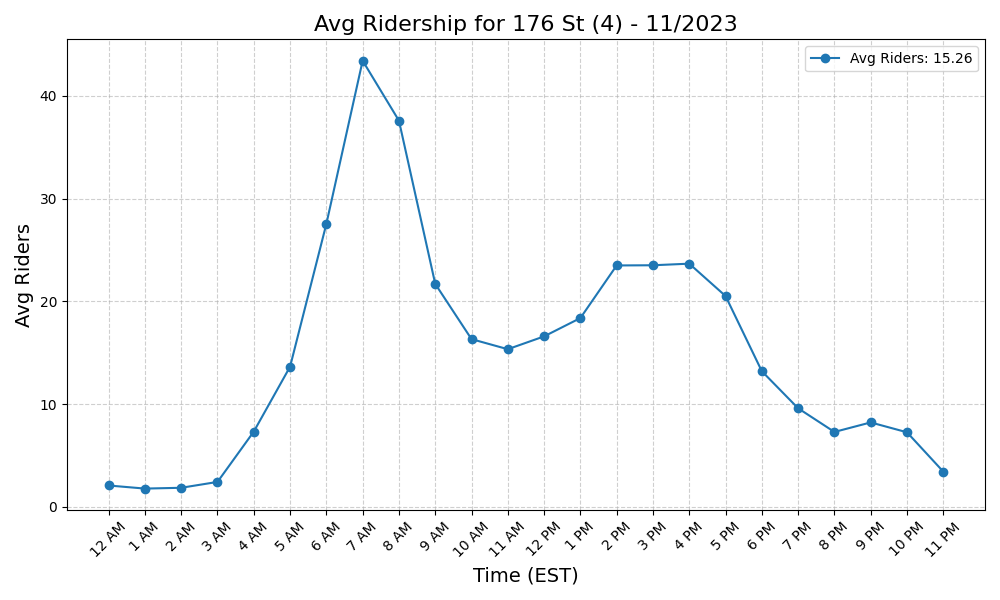 Avg Ridership for 176 St (4) - 11/2023
Avg Riders: 15.26
Avg Riders
40
30
20
10
0
12 AM
1 AM
2 AM
3 AM
4 AM
5 AM
6 AM
7 AM
8 AM
9 AM
10 AM
11 AM
12 PM
1 PM
2 PM
3 PM
4 PM
5 PM
6 PM
7 PM
8 PM
9 PM
10 PM
11 PM
Time (EST)